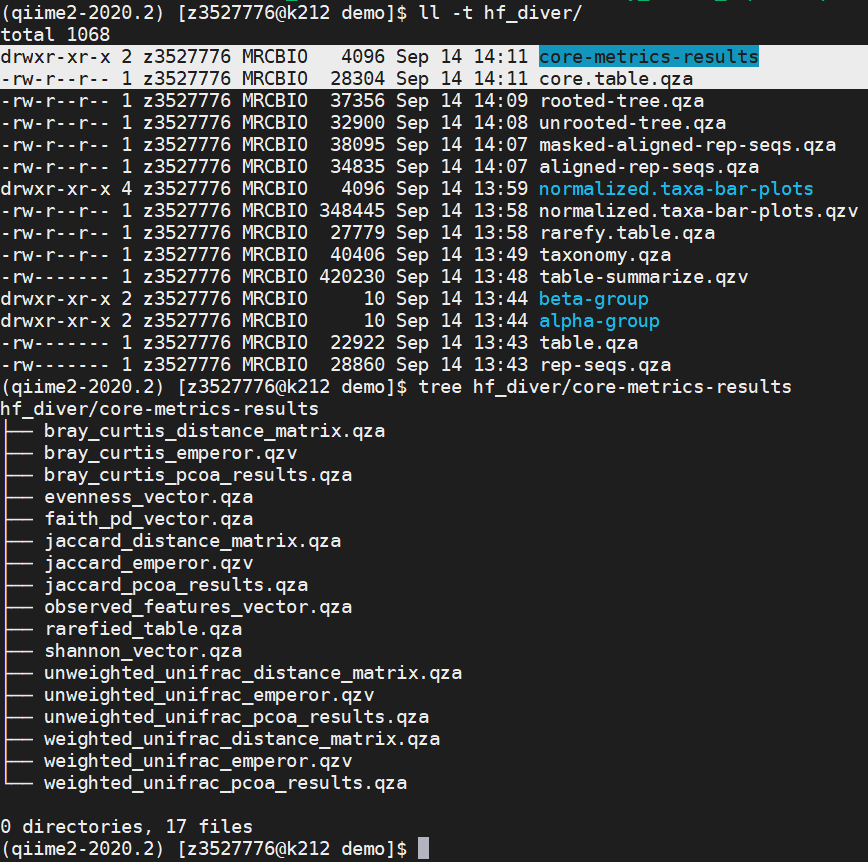 (qiime2-2020.2) [z3527776@k212 demo]$ ll -t hf_diver/
total 1068
drwxr-xr-x 2 z3527776 MRCBIO   4096 Sep 14 14:11 core-metrics-results
-rw-r--r-- 1 z3527776 MRCBIO  28304 Sep 14 14:11 core.table.qza
-rw-r--r-- 1 z3527776 MRCBIO  37356 Sep 14 14:09 rooted-tree.qza
-rw-r--r-- 1 z3527776 MRCBIO  32900 Sep 14 14:08 unrooted-tree.qza
-rw-r--r-- 1 z3527776 MRCBIO  38095 Sep 14 14:07 masked-aligned-rep-seqs.qza
-rw-r--r-- 1 z3527776 MRCBIO  34835 Sep 14 14:07 aligned-rep-seqs.qza
drwxr-xr-x 4 z3527776 MRCBIO   4096 Sep 14 13:59 normalized.taxa-bar-plots
-rw-r--r-- 1 z3527776 MRCBIO 348445 Sep 14 13:58 normalized.taxa-bar-plots.qzv
-rw-r--r-- 1 z3527776 MRCBIO  27779 Sep 14 13:58 rarefy.table.qza
-rw-r--r-- 1 z3527776 MRCBIO  40406 Sep 14 13:49 taxonomy.qza
-rw------- 1 z3527776 MRCBIO 420230 Sep 14 13:48 table-summarize.qzv
drwxr-xr-x 2 z3527776 MRCBIO     10 Sep 14 13:44 beta-group
drwxr-xr-x 2 z3527776 MRCBIO     10 Sep 14 13:44 alpha-group
-rw------- 1 z3527776 MRCBIO  22922 Sep 14 13:43 table.qza
-rw------- 1 z3527776 MRCBIO  28860 Sep 14 13:43 rep-seqs.qza
(qiime2-2020.2) [z3527776@k212 demo]$ tree hf_diver/core-metrics-results
hf_diver/core-metrics-results
├── bray_curtis_distance_matrix.qza
├── bray_curtis_emperor.qzv
├── bray_curtis_pcoa_results.qza
├── evenness_vector.qza
├── faith_pd_vector.qza
├── jaccard_distance_matrix.qza
├── jaccard_emperor.qzv
├── jaccard_pcoa_results.qza
├── observed_features_vector.qza
├── rarefied_table.qza
├── shannon_vector.qza
├── unweighted_unifrac_distance_matrix.qza
├── unweighted_unifrac_emperor.qzv
├── unweighted_unifrac_pcoa_results.qza
├── weighted_unifrac_distance_matrix.qza
├── weighted_unifrac_emperor.qzv
└── weighted_unifrac_pcoa_results.qza

0 directories, 17 files
(qiime2-2020.2) [z3527776@k212 demo]$